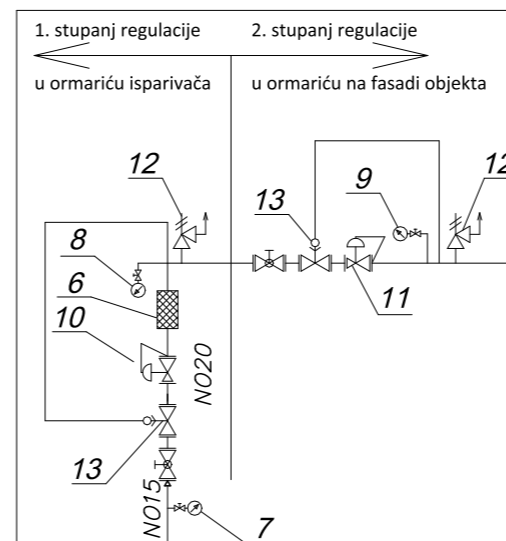 1. stupanj regulacije
2. stupanj regulacije
u ormariću isparivača
u ormariću na fasadi objekta
12
13
9
12
8
6
11
10
NO20
13
NO15
7